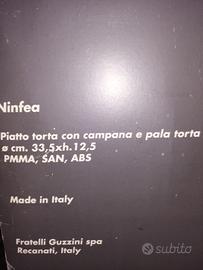 Ninfea
Piatto torta con campana e pala torta
ø cm. 33,5xh.12,5
PMMA, SAN, ABS
Made in Italy
Fratelli Guzzini spa
Recanati, Italy
subito